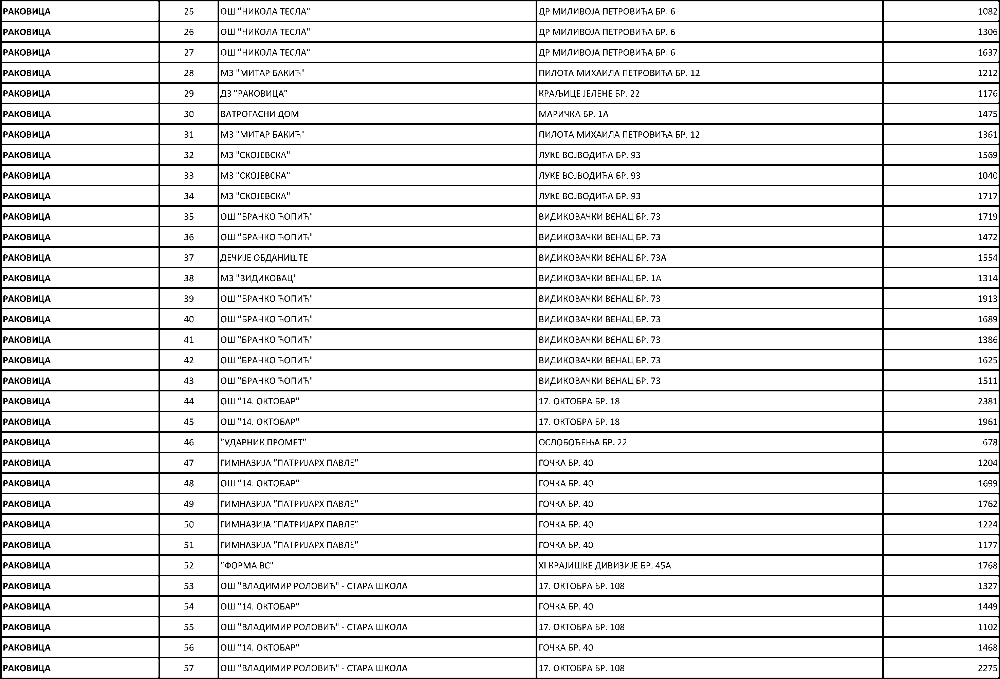 РАКОВИЦА 25 ОШ "НИКОЛА ТЕСЛА" ДР МИЛИВОЈА ПЕТРОВИЋА БР. 6 1082
РАКОВИЦА 26 ОШ "НИКОЛА ТЕСЛА" ДР МИЛИВОЈА ПЕТРОВИЋА БР. 6 1306
РАКОВИЦА 27 ОШ "НИКОЛА ТЕСЛА" ДР МИЛИВОЈА ПЕТРОВИЋА БР. 6 1637
РАКОВИЦА 28 МЗ "МИТАР БАКИЋ" ПИЛОТА МИХАИЛА ПЕТРОВИЋА БР. 12 1212
РАКОВИЦА 29 ДЗ "РАКОВИЦА" КРАЉИЦЕ ЈЕЛЕНЕ БР. 22 1176
РАКОВИЦА 30 ВАТРОГАСНИ ДОМ МАРИЧКА БР. 1А 1475
РАКОВИЦА 31 МЗ "МИТАР БАКИЋ" ПИЛОТА МИХАИЛА ПЕТРОВИЋА БР. 12 1361
РАКОВИЦА 32 МЗ "СКОЈЕВСКА" ЛУКЕ ВОЈВОДИЋА БР. 93 1569
РАКОВИЦА 33 МЗ "СКОЈЕВСКА" ЛУКЕ ВОЈВОДИЋА БР. 93 1040
РАКОВИЦА 34 МЗ "СКОЈЕВСКА" ЛУКЕ ВОЈВОДИЋА БР. 93 1717
РАКОВИЦА 35 ОШ "БРАНКО ЋОПИЋ" ВИДИКОВАЧКИ ВЕНАЦ БР. 73 1719
РАКОВИЦА 36 ОШ "БРАНКО ЋОПИЋ" ВИДИКОВАЧКИ ВЕНАЦ БР. 73 1472
РАКОВИЦА 37 ДЕЧИЈЕ ОБДАНИШТЕ ВИДИКОВАЧКИ ВЕНАЦ БР. 73А 1554
РАКОВИЦА 38 МЗ "ВИДИКОВАЦ" ВИДИКОВАЧКИ ВЕНАЦ БР. 1А 1314
РАКОВИЦА 39 ОШ "БРАНКО ЋОПИЋ" ВИДИКОВАЧКИ ВЕНАЦ БР. 73 1913
РАКОВИЦА 40 ОШ "БРАНКО ЋОПИЋ" ВИДИКОВАЧКИ ВЕНАЦ БР. 73 1689
РАКОВИЦА 41 ОШ "БРАНКО ЋОПИЋ" ВИДИКОВАЧКИ ВЕНАЦ БР. 73 1386
РАКОВИЦА 42 ОШ "БРАНКО ЋОПИЋ" ВИДИКОВАЧКИ ВЕНАЦ БР. 73 1625
РАКОВИЦА 43 ОШ "БРАНКО ЋОПИЋ" ВИДИКОВАЧКИ ВЕНАЦ БР. 73 1511
РАКОВИЦА 44 ОШ "14. ОКТОБАР" 17. ОКТОБРА БР. 18 2381
РАКОВИЦА 45 ОШ "14. ОКТОБАР" 17. ОКТОБРА БР. 18 1961
РАКОВИЦА 46 "УДАРНИК ПРОМЕТ" ОСЛОБОЂЕЊА БР. 22 678
РАКОВИЦА 47 ГИМНАЗИЈА "ПАТРИЈАРХ ПАВЛЕ" ГОЧКА БР. 40 1204
РАКОВИЦА 48 ОШ "14. ОКТОБАР" ГОЧКА БР. 40 1699
РАКОВИЦА 49 ГИМНАЗИЈА "ПАТРИЈАРХ ПАВЛЕ" ГОЧКА БР. 40 1762
РАКОВИЦА 50 ГИМНАЗИЈА "ПАТРИЈАРХ ПАВЛЕ" ГОЧКА БР. 40 1224
РАКОВИЦА 51 ГИМНАЗИЈА "ПАТРИЈАРХ ПАВЛЕ" ГОЧКА БР. 40 1177
РАКОВИЦА 52 "ФОРМА ВС" XI КРАЈИШКЕ ДИВИЗИЈЕ БР. 45А 1768
РАКОВИЦА 53 ОШ "ВЛАДИМИР РОЛОВИЋ" - СТАРА ШКОЛА 17. ОКТОБРА БР. 108 1327
РАКОВИЦА 54 ОШ "14. ОКТОБАР" ГОЧКА БР. 40 1449
РАКОВИЦА 55 ОШ "ВЛАДИМИР РОЛОВИЋ" - СТАРА ШКОЛА 17. ОКТОБРА БР. 108 1102
РАКОВИЦА 56 ОШ "14. ОКТОБАР" ГОЧКА БР. 40 1468
РАКОВИЦА 57 ОШ "ВЛАДИМИР РОЛОВИЋ" - СТАРА ШКОЛА 17. ОКТОБРА БР. 108 2275